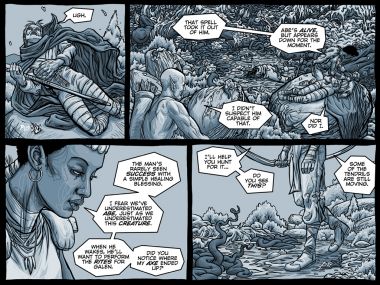 UGH.
THAT SPELL
TOOK IT OUT
OF HIM.
ABE'S ALIVE,
BUT APPEARS
DOWN FOR THE
MOMENT.
I DIDN'T
SUSPECT HIM
CAPABLE OF
THAT.
NOR
DID I.
THE MAN'S
RARELY SEEN
SUCCESS WITH
A SIMPLE HEALING
BLESSING.
I FEAR WE'VE
UNDERESTIMATED
ABE, JUST AS WE
UNDERESTIMATED
THIS CREATURE.
WHEN HE
WAKES, HE'LL
WANT TO PERFORM
THE RITES FOR
GALEN.
DID YOU
NOTICE WHERE
MY AXE ENDED
UP?
I'LL HELP
YOU HUNT
FOR IT...
DO YOU
SEE THIS?
SOME OF
THE TENDRILS
ARE STILL
MOVING.